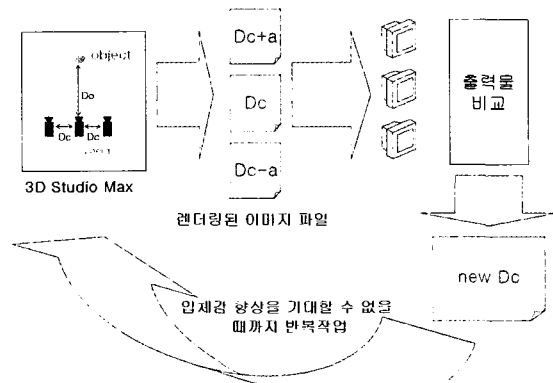 object
Do
Dc Dc
3D Studio Max
Dc+a
Dc
Dc-a
렌더링된 이미지 파일
출력물
비교
new Dc
입체감 향상을 기대할 수 없을
때까지 반복작업